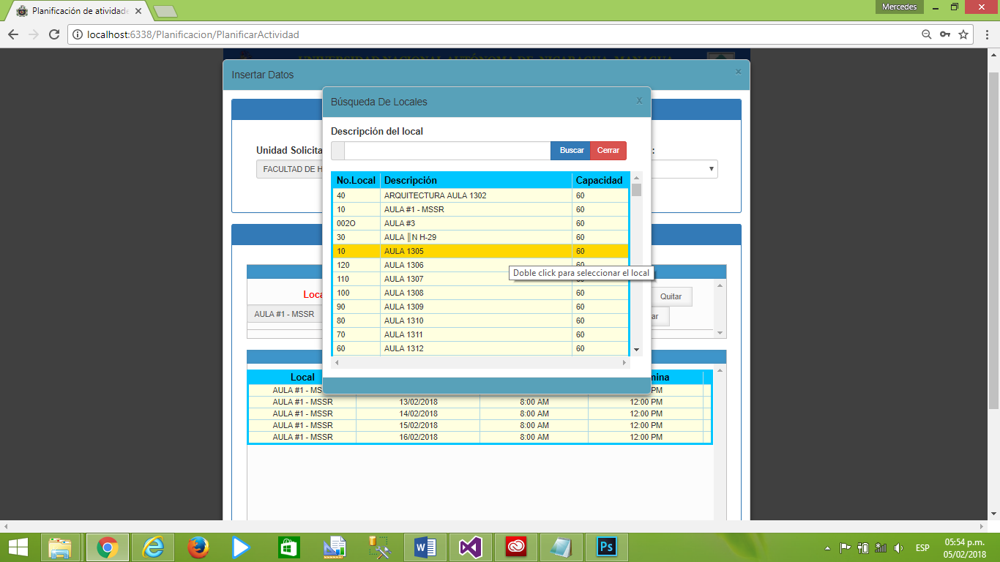 Mercedes
Planificación de atividade
localhost:6338/Planificacion/PlanificarActividad
UNIVERSIDAD NACIONAL AUTÓNOMA DE NICARAGUA, MANAGUA
Insertar Datos
Búsqueda De Locales X
Descripción del local
Unidad Solicita :
Buscar Cerrar
FACULTAD DE H
No.Local Descripción Capacidad
40 ARQUITECTURA AULA 1302 60
10 AULA #1 - MSSR 60
002O AULA #3 60
30 AULA ║N H-29 60
10 AULA 1305 60
120 AULA 1306 60
Doble click para seleccionar el local
110 AULA 1307
100 AULA 1308 60
Loca Quitar
90 AULA 1309 60
AULA #1 - MSSR
80 AULA 1310 60
ar
70 AULA 1311 60
60 AULA 1312 60
Local mina
AULA #1 - MS PM
AULA #1 - MSSR 13/02/2018 8:00 AM 12:00 PM
AULA #1 - MSSR 14/02/2018 8:00 AM 12:00 PM
AULA #1 - MSSR 15/02/2018 8:00 AM 12:00 PM
AULA #1 - MSSR 16/02/2018 8:00 AM 12:00 PM
Ps
ESP
05:54 p.m.
05/02/2018